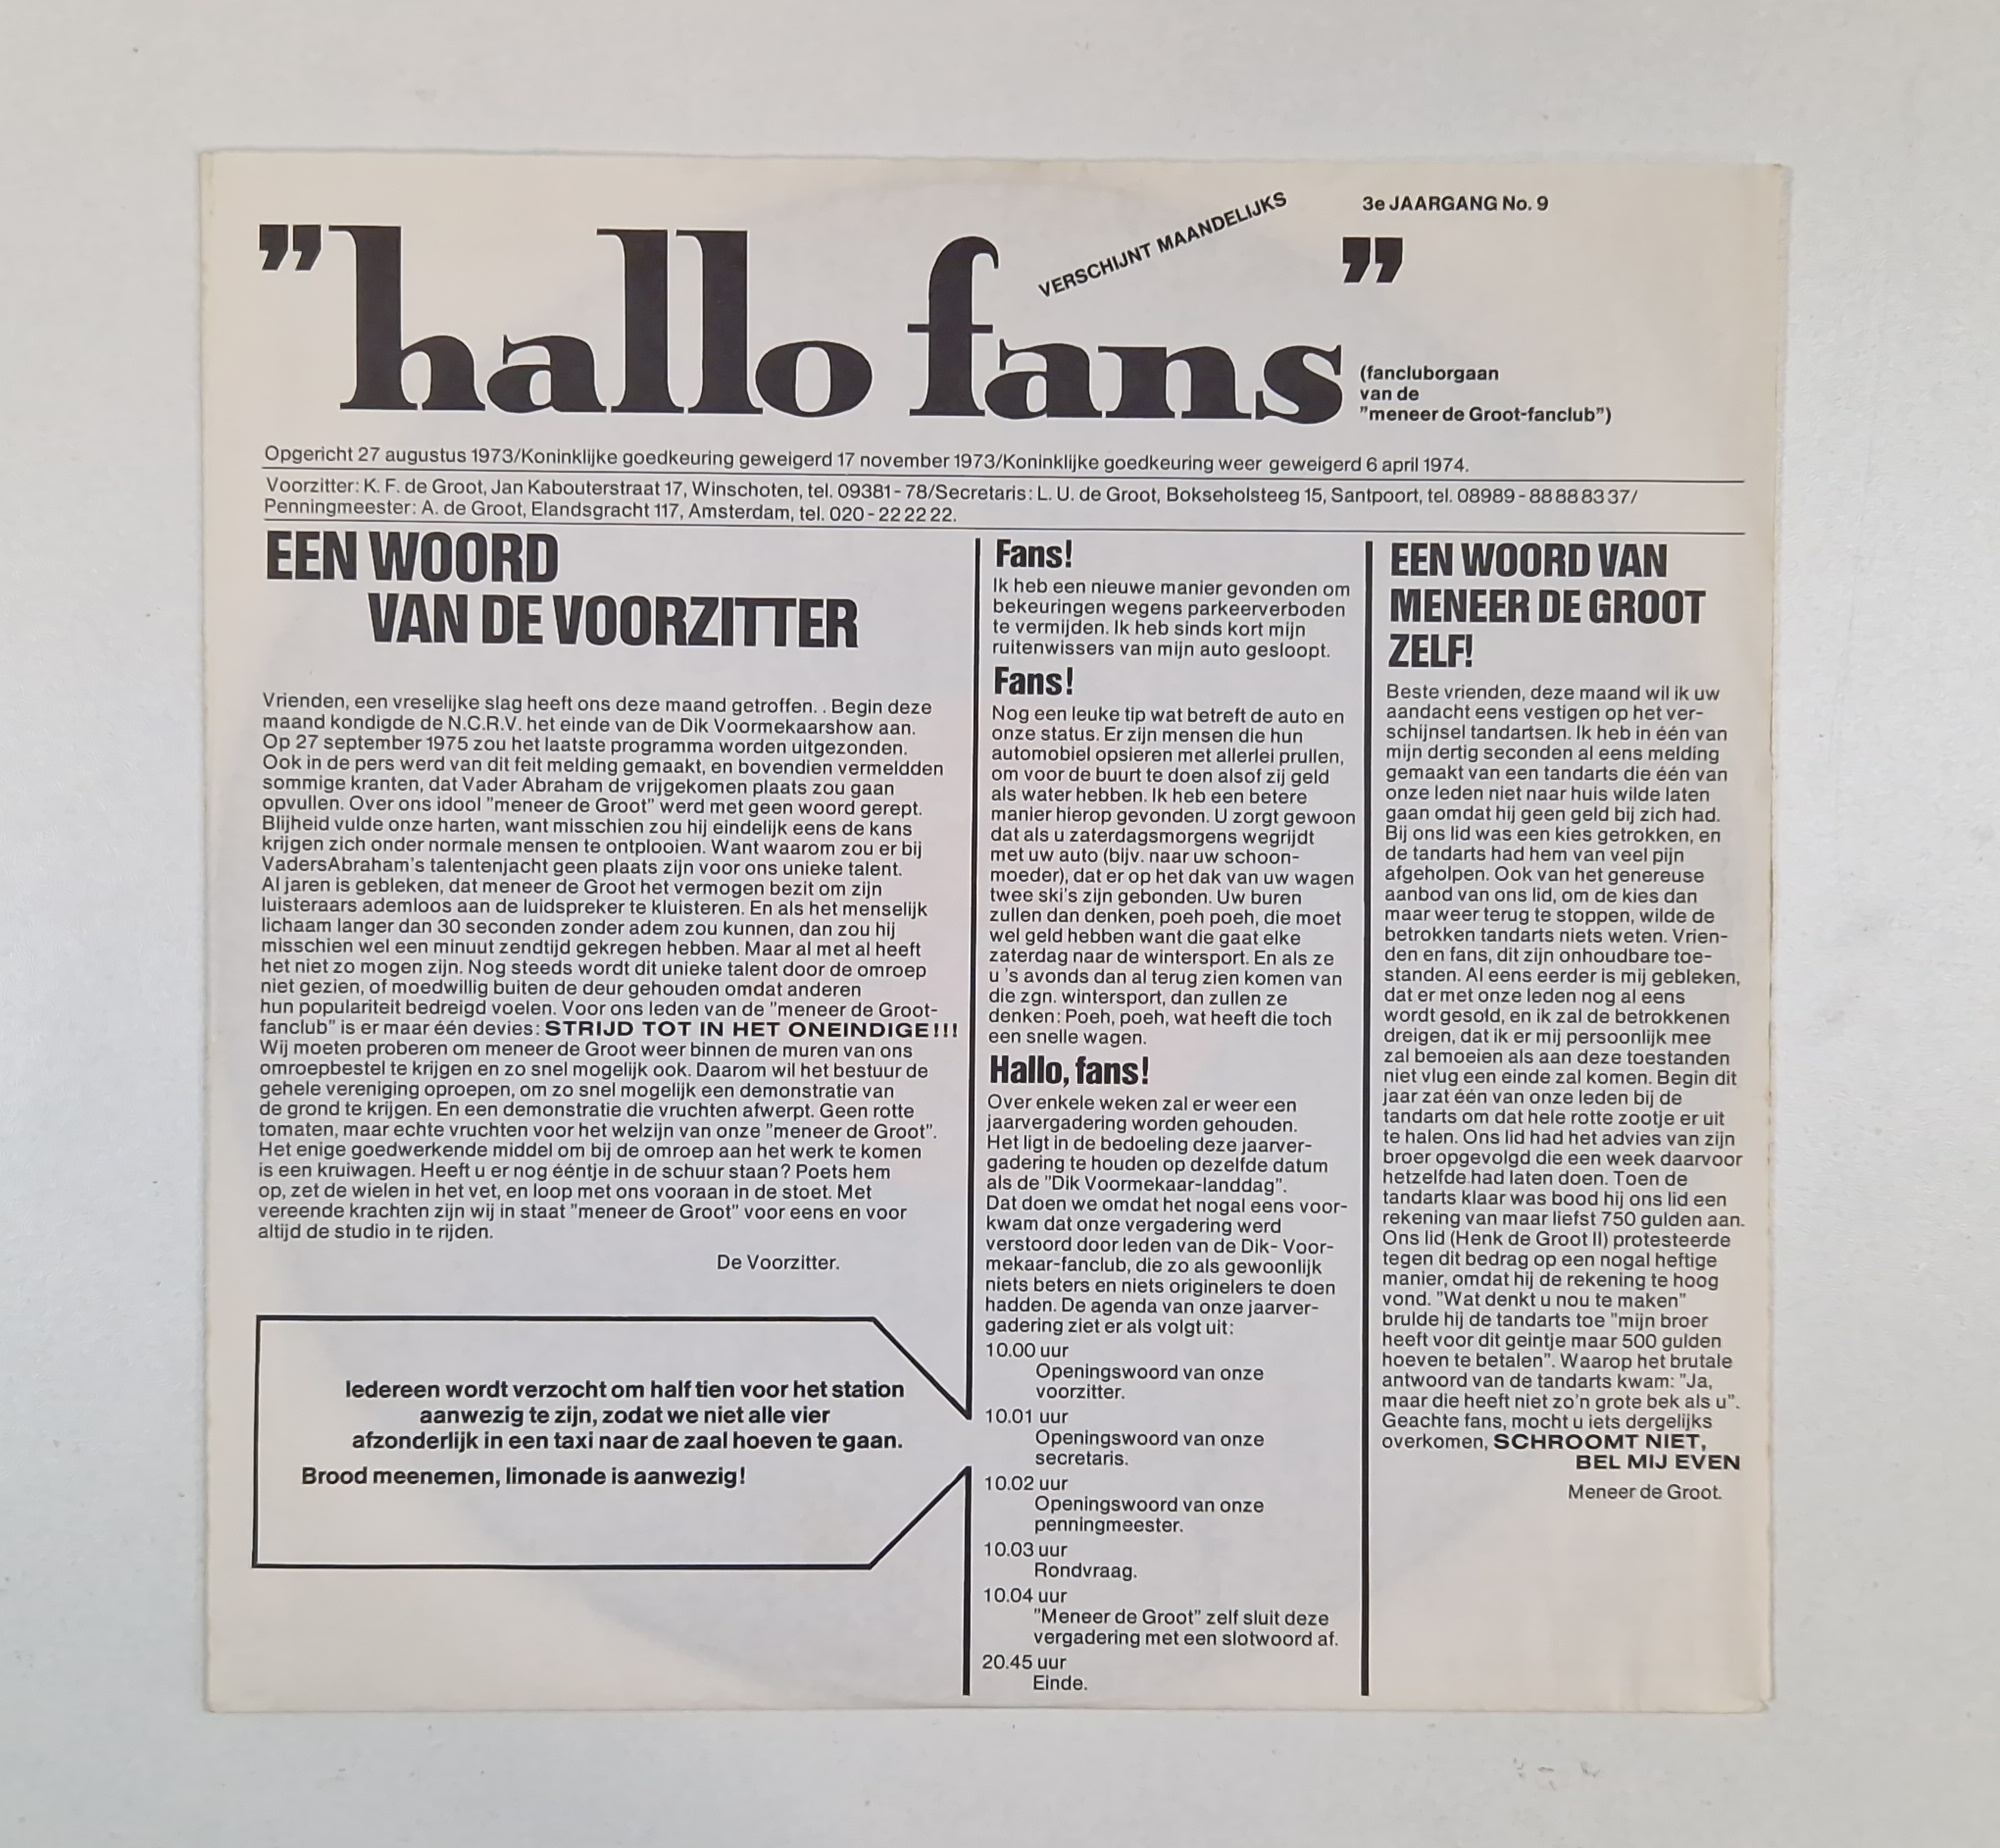 3e JAARGANG No. 9
VERSCHIJNT MAANDELIJKS
"hallo fans"
(fancluborgaan
van de
"meneer de Groot-fanclub")
Opgericht 27 augustus 1973/Koninklijke goedkeuring geweigerd 17 november 1973/Koninklijke goedkeuring weer geweigerd 6 april 1974.
Voorzitter: K. F. de Groot, Jan Kabouterstraat 17, Winschoten, tel. 09381-78/Secretaris: L. U. de Groot, Bokseholsteeg 15, Santpoort, tel. 08989-88 88 83 37/
Penningmeester: A. de Groot, Elandsgracht 117, Amsterdam, tel. 020-22 22 22.
EEN WOORD
VAN DE VOORZITTER
Vrienden, een vreselijke slag heeft ons deze maand getroffen. . Begin deze
maand kondigde de N.C.R.V. het einde van de Dik Voormekaarshow aan.
Op 27 september 1975 zou het laatste programma worden uitgezonden.
Ook in de pers werd van dit feit melding gemaakt, en bovendien vermeldden
sommige kranten, dat Vader Abraham de vrijgekomen plaats zou gaan
opvullen. Over ons idool "meneer de Groot" werd met geen woord gerept.
Blijheid vulde onze harten, want misschien zou hij eindelijk eens de kans
krijgen zich onder normale mensen te ontplooien. Want waarom zou er bij
VadersAbraham's talentenjacht geen plaats zijn voor ons unieke talent.
Al jaren is gebleken, dat meneer de Groot het vermogen bezit om zijn
luisteraars ademloos aan de luidspreker te kluisteren. En als het menselijk
lichaam langer dan 30 seconden zonder adem zou kunnen, dan zou hij
misschien wel een minuut zendtijd gekregen hebben. Maar al met al heeft
het niet zo mogen zijn. Nog steeds wordt dit unieke talent door de omroep
niet gezien, of moedwillig buiten de deur gehouden omdat anderen
hun populariteit bedreigd voelen. Voor ons leden van de "meneer de Groot-
fanclub" is er maar één devies: STRIJD TOT IN HET ONEINDIGE!!!
Wij moeten proberen om meneer de Groot weer binnen de muren van ons
omroepbestel te krijgen en zo snel mogelijk ook. Daarom wil het bestuur de
gehele vereniging oproepen, om zo snel mogelijk een demonstratie van
de grond te krijgen. En een demonstratie die vruchten afwerpt. Geen rotte
tomaten, maar echte vruchten voor het welzijn van onze "meneer de Groot".
Het enige goedwerkende middel om bij de omroep aan het werk te komen
is een kruiwagen. Heeft u er nog ééntje in de schuur staan? Poets hem
op, zet de wielen in het vet, en loop met ons vooraan in de stoet. Met
vereende krachten zijn wij in staat "meneer de Groot" voor eens en voor
altijd de studio in te rijden.
De Voorzitter.
Iedereen wordt verzocht om half tien voor het station
aanwezig te zijn, zodat we niet alle vier
afzonderlijk in een taxi naar de zaal hoeven te gaan.
Brood meenemen, limonade is aanwezig!
Fans!
Ik heb een nieuwe manier gevonden om
bekeuringen wegens parkeerverboden
te vermijden. Ik heb sinds kort mijn
ruitenwissers van mijn auto gesloopt.
Fans!
Nog een leuke tip wat betreft de auto en
onze status. Er zijn mensen die hun
automobiel opsieren met allerlei prullen,
om voor de buurt te doen alsof zij geld
als water hebben. Ik heb een betere
manier hierop gevonden. U zorgt gewoon
dat als u zaterdagsmorgens wegrijdt
met uw auto (bijv. naar uw schoon-
moeder), dat er op het dak van uw wagen
twee ski's zijn gebonden. Uw buren
zullen dan denken, poeh poeh, die moet
wel geld hebben want die gaat elke
zaterdag naar de wintersport. En als ze
u 's avonds dan al terug zien komen van
die zgn. wintersport, dan zullen ze
denken: Poeh, poeh, wat heeft die toch
een snelle wagen.
Hallo, fans!
Over enkele weken zal er weer een
jaarvergadering worden gehouden.
Het ligt in de bedoeling deze jaarver-
gadering te houden op dezelfde datum
als de "Dik Voormekaar-landdag".
Dat doen we omdat het nogal eens voor-
kwam dat onze vergadering werd
verstoord door leden van de Dik- Voor-
mekaar-fanclub, die zo als gewoonlijk
niets beters en niets originelers te doen
hadden. De agenda van onze jaarver-
gadering ziet er als volgt uit:
10.00 uur
Openingswoord van onze
voorzitter.
10.01 uur
Openingswoord van onze
secretaris.
10.02 uur
Openingswoord van onze
penningmeester.
10.03 uur
Rondvraag.
10.04 uur
"Meneer de Groot" zelf sluit deze
vergadering met een slotwoord af.
20.45 uur
Einde.
EEN WOORD VAN
MENEER DE GROOT
ZELF!
Beste vrienden, deze maand wil ik uw
aandacht eens vestigen op het ver-
schijnsel tandartsen. Ik heb in één van
mijn dertig seconden al eens melding
gemaakt van een tandarts die één van
onze leden niet naar huis wilde laten
gaan omdat hij geen geld bij zich had.
Bij ons lid was een kies getrokken, en
de tandarts had hem van veel pijn
afgeholpen. Ook van het genereuse
aanbod van ons lid, om de kies dan
maar weer terug te stoppen, wilde de
betrokken tandarts niets weten. Vrien-
den en fans, dit zijn onhoudbare toe-
standen. Al eens eerder is mij gebleken,
dat er met onze leden nog al eens
wordt gesold, en ik zal de betrokkenen
dreigen, dat ik er mij persoonlijk mee
zal bemoeien als aan deze toestanden
niet vlug een einde zal komen. Begin dit
jaar zat één van onze leden bij de
tandarts om dat hele rotte zootje er uit
te halen. Ons lid had het advies van zijn
broer opgevolgd die een week daarvoor
hetzelfde had laten doen. Toen de
tandarts klaar was bood hij ons lid een
rekening van maar liefst 750 gulden aan.
Ons lid (Henk de Groot II) protesteerde
tegen dit bedrag op een nogal heftige
manier, omdat hij de rekening te hoog
vond. "Wat denkt u nou te maken"
brulde hij de tandarts toe "mijn broer
heeft voor dit geintje maar 500 gulden
hoeven te betalen". Waarop het brutale
antwoord van de tandarts kwam: "Ja,
maar die heeft niet zo'n grote bek als u".
Geachte fans, mocht u iets dergelijks
overkomen, SCHROOMT NIET,
BEL MIJ EVEN
Meneer de Groot.